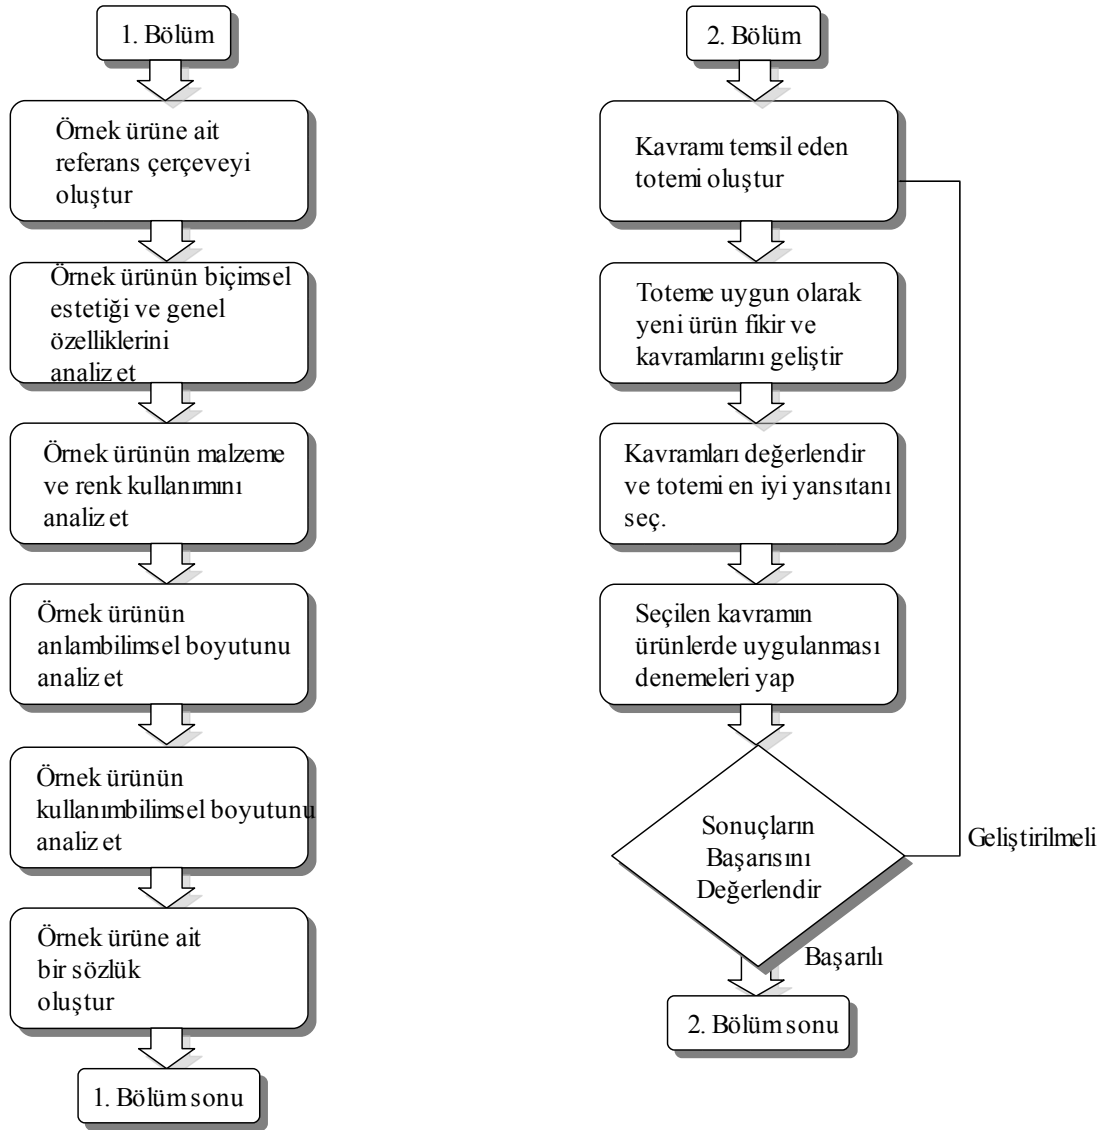 1. Bölüm
Örnek ürüne ait
referans çerçeveyi
oluştur
Örnek ürünün biçimsel
estetiği ve genel
özelliklerini
analiz et
Örnek ürünün malzeme
ve renk kullanımını
analiz et
Örnek ürünün
anlambilimsel boyutunu
analiz et
Örnek ürünün
kullanımbilimsel boyutunu
analiz et
Örnek ürüne ait
bir sözlük
oluştur
1. Bölüm sonu
2. Bölüm
Kavramı temsil eden
totemi oluştur
Toteme uygun olarak
yeni ürün fikir ve
kavramlarını geliştir
Kavramları değerlendir
ve totemi en iyi yansıtanı
seç.
Seçilen kavramın
ürünlerde uygulanması
denemeleri yap
Sonuçların
Başarısını
Değerlendir
Geliştirilmeli
Başarılı
2. Bölüm sonu